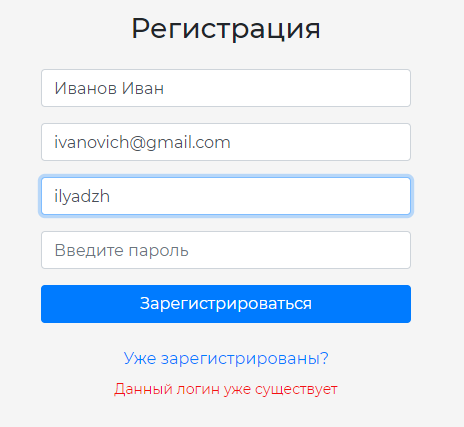 Регистрация
Иванов Иван
ivanovich@gmail.com
ilyadzh
Введите пароль
Зарегистрироваться
Уже зарегистрированы?
Данный логин уже существует